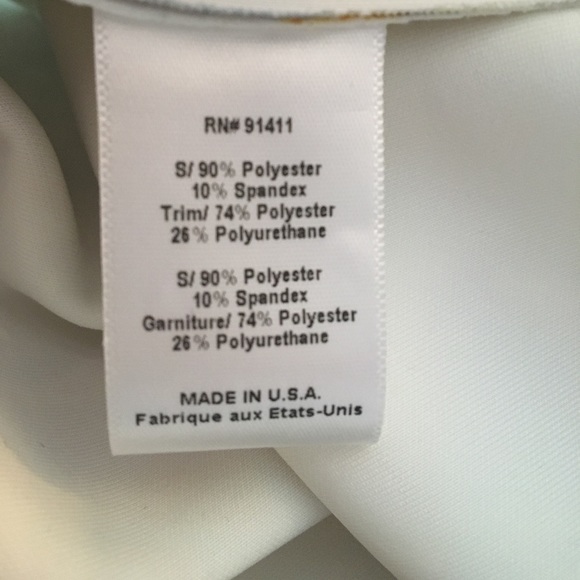 RN# 91411
S/ 90% Polyester
10% Spandex
Trim/ 74% Polyester
26% Polyurethane
S/ 90% Polyester
10% Spandex
Garniture/ 74% Polyester
26% Polyurethane
MADE IN U.S.A.
Fabrique aux Etats-Unis